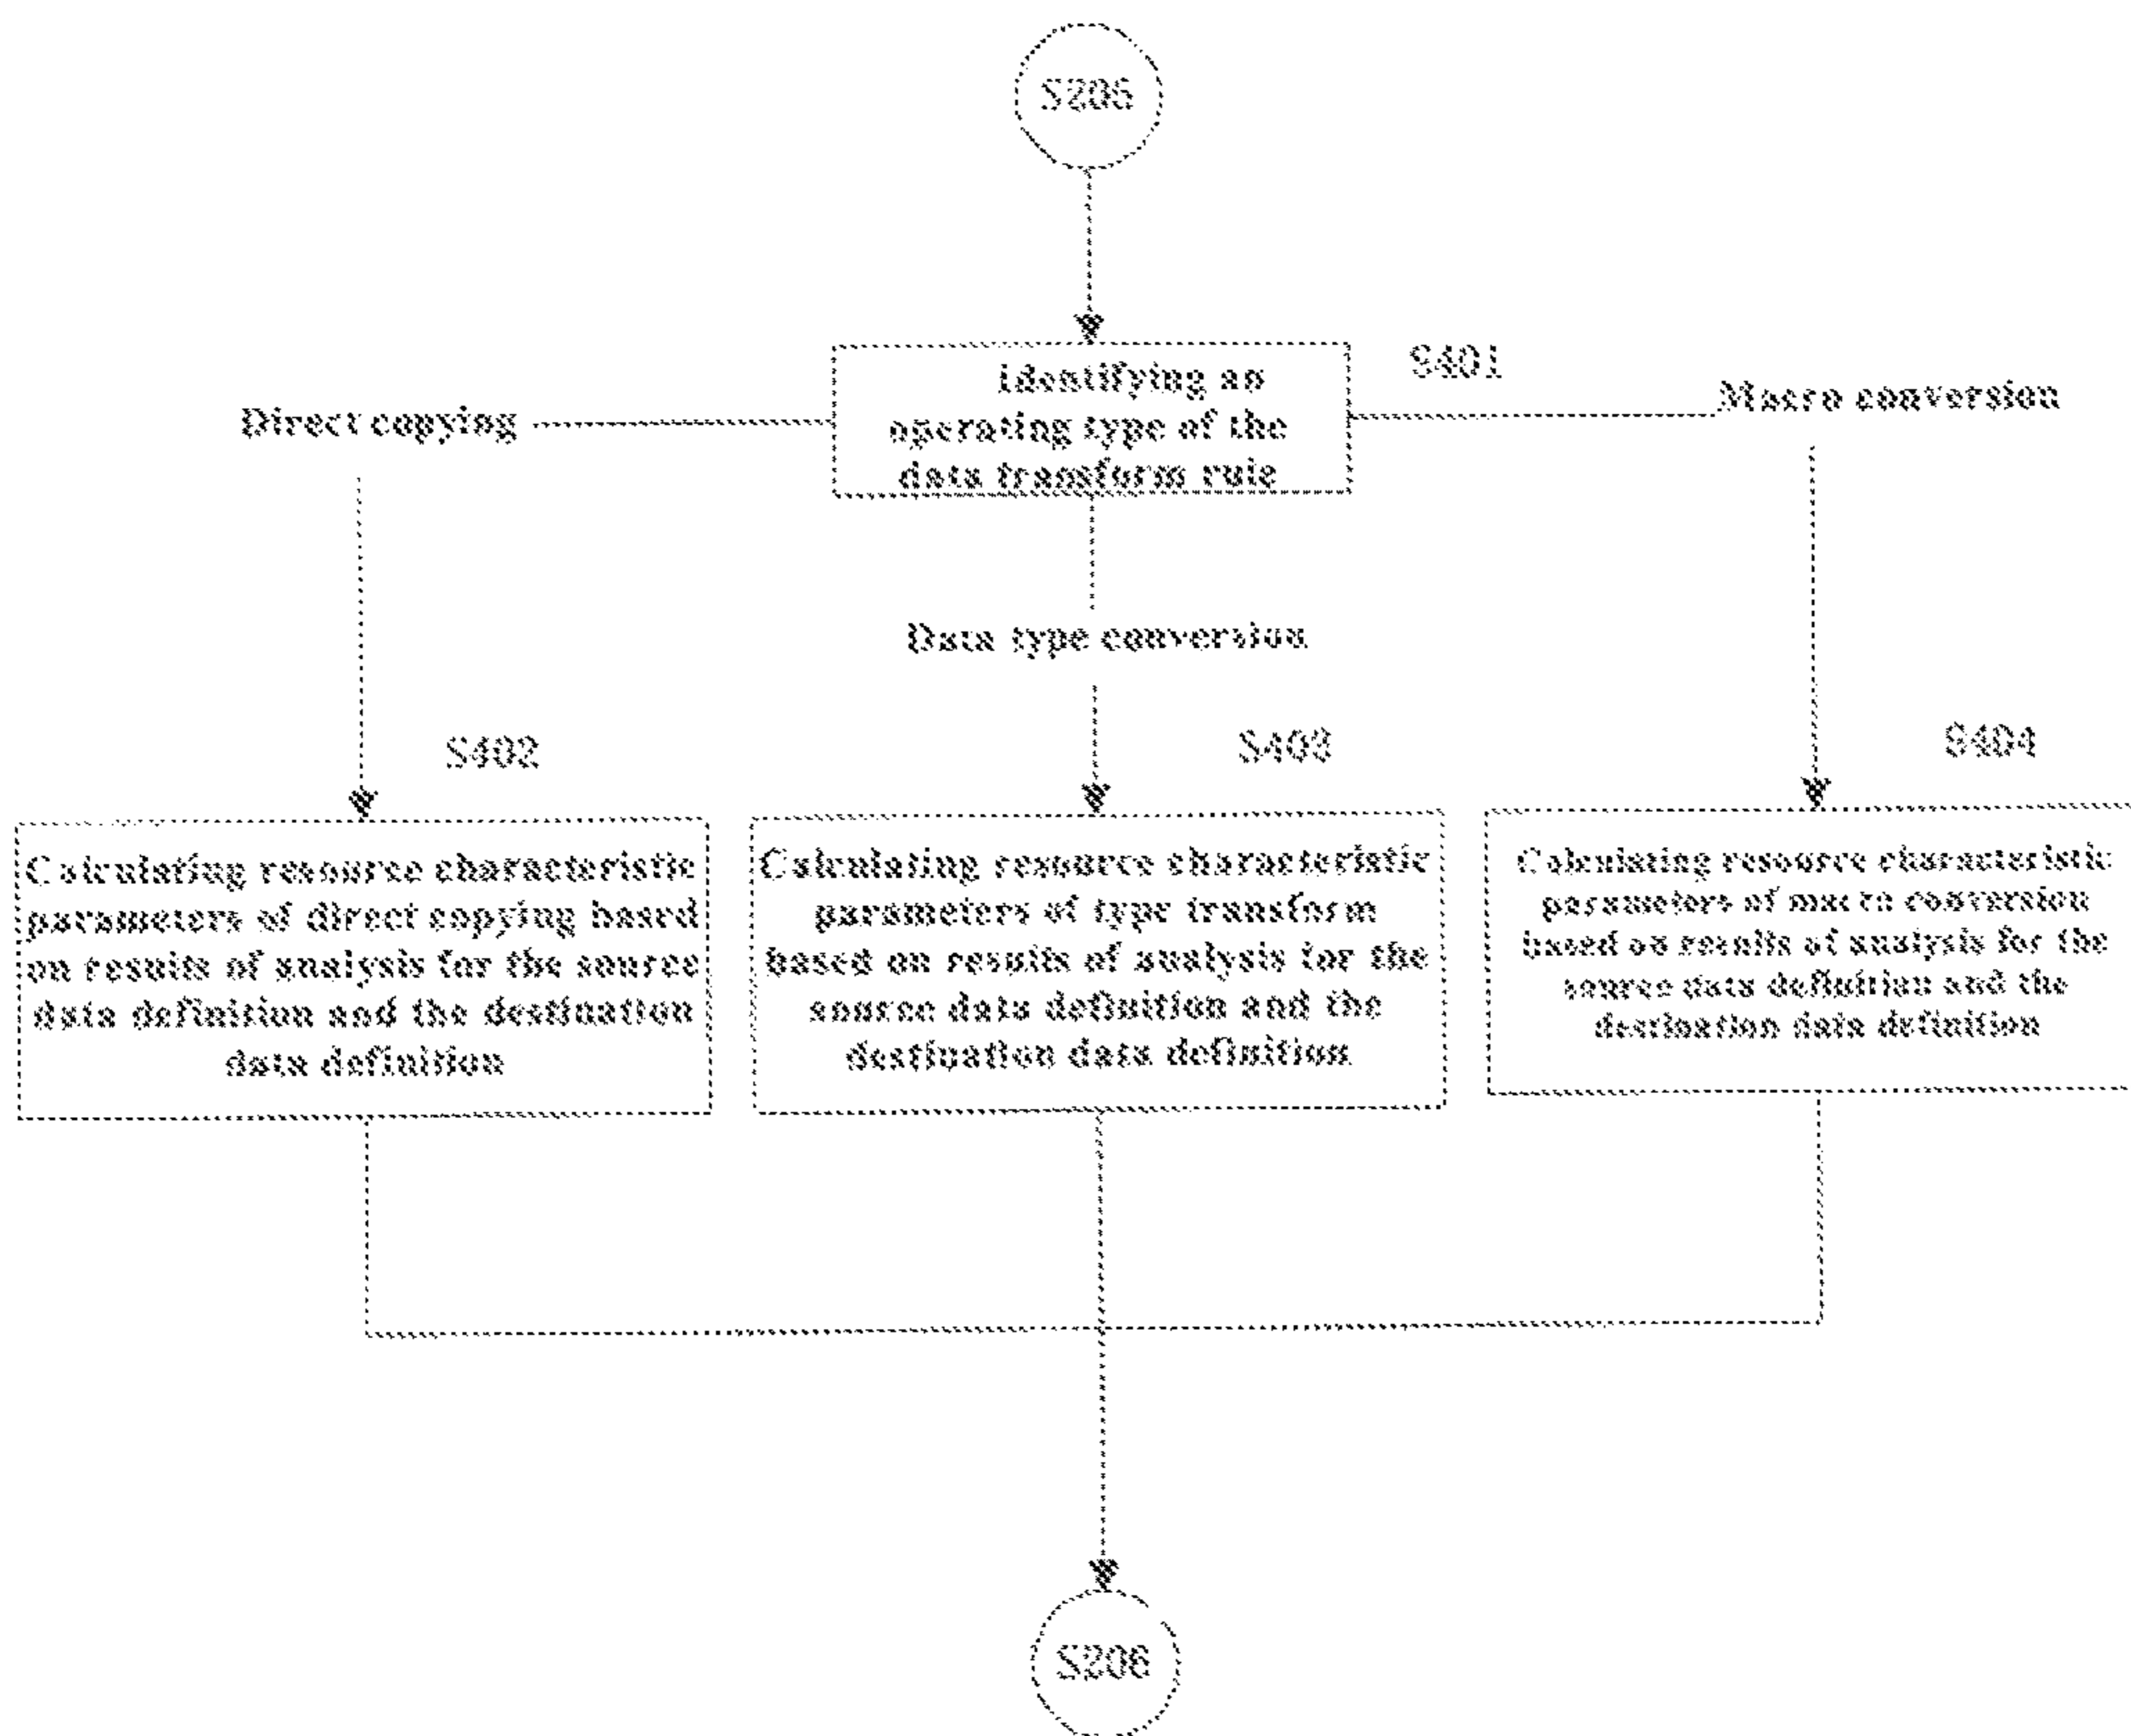 S206
Identifying an
operating type of the
data transform rule
S401
Direct copying
Macro conversion
Data type conversion
S402
S403
S404
Calculating resource characteristic
parameters of direct copying based
on results of analysis for the source
data definition and the destination
data definition
Calculating resource characteristic
parameters of type transform
based on results of analysis for the
source data definition and the
destination data definition
Calculating resource characteristic
parameters of macro conversion
based on results of analysis for the
source data definition and the
destination data definition
S206